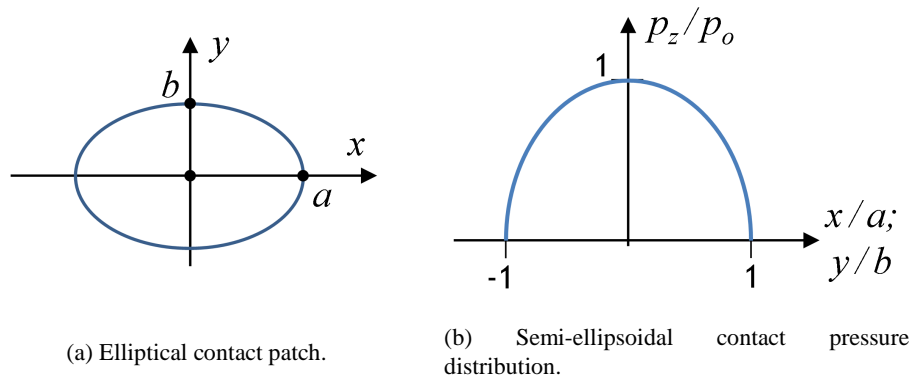 y
b
x
a
(a) Elliptical contact patch.
p_z/p_o
1
x/a;
y/b
-1
1
(b) Semi-ellipsoidal contact pressure
distribution.